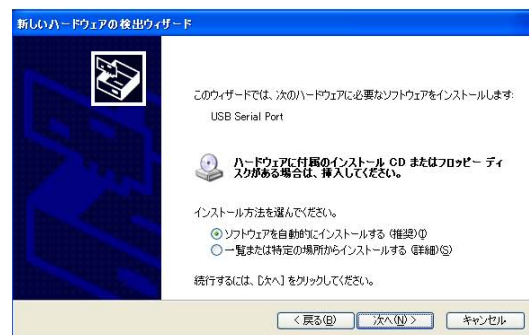 新しいハードウェアの検出ウィザード
このウィザードでは、次のハードウェアに必要なソフトウェアをインストールします:
USB Serial Port
ハードウェアに付属のインストール CD またはフロッピー ディ
スクがある場合は、挿入してください。
インストール方法を選んでください。
ソフトウェアを自動的にインストールする (推奨)(I)
一覧または特定の場所からインストールする (詳細)(S)
続行するには、[次へ] をクリックしてください。
< 戻る(B) 次へ(N) > キャンセル